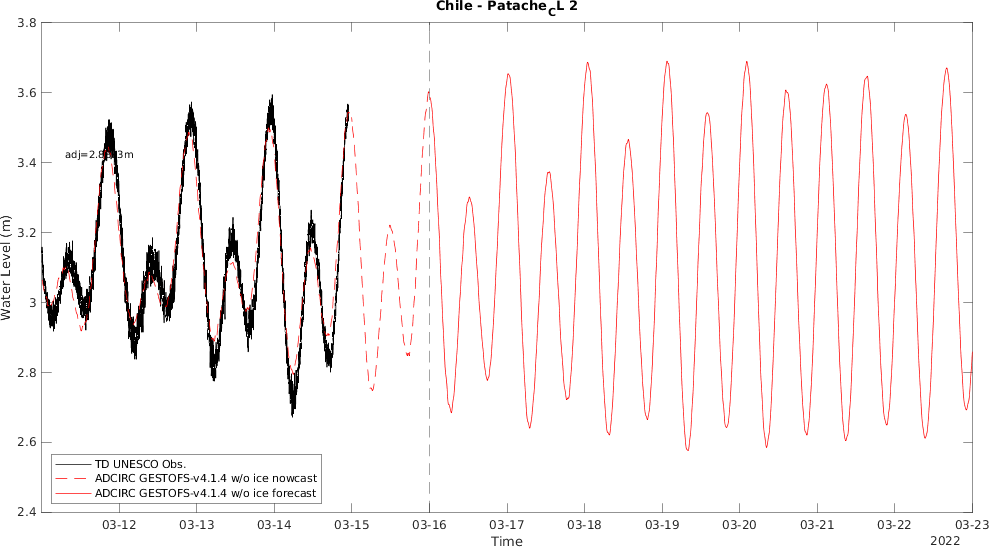 Chile - Patache_CL 2
3.8
3.6
3.4
3.2
3
2.8
2.6
2.4
Water Level (m)
TD UNESCO Obs.
ADCIRC GESTOFS-v4.1.4 w/o ice nowcast
ADCIRC GESTOFS-v4.1.4 w/o ice forecast
03-12 03-13 03-14 03-15 03-16 03-17 03-18 03-19 03-20 03-21 03-22 03-23
Time
2022